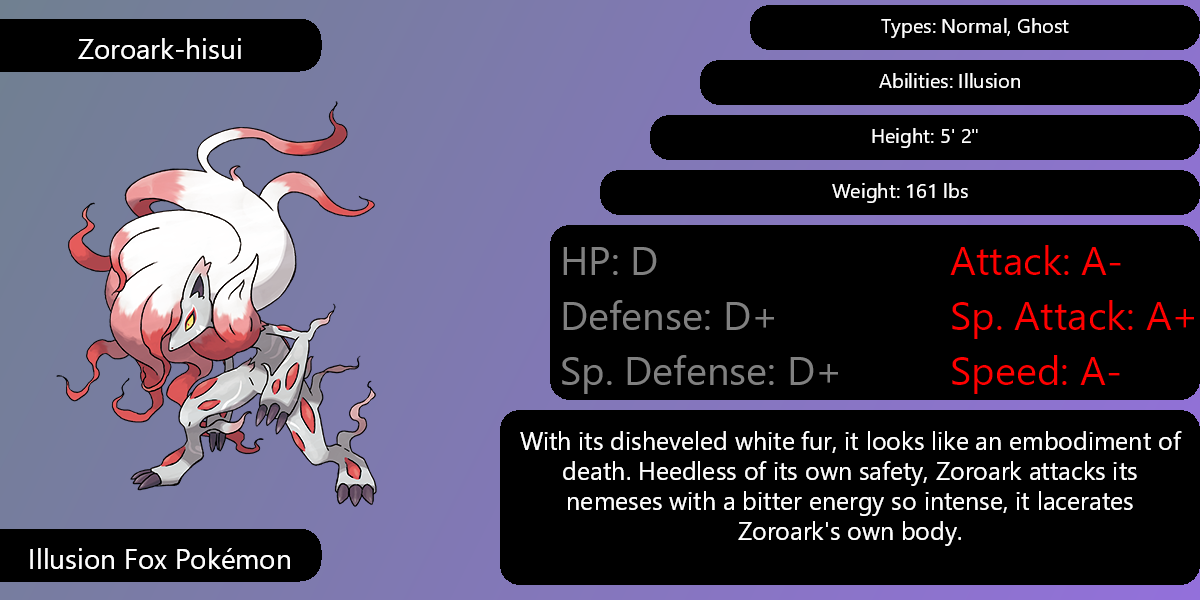 Zoroark-hisui
Types: Normal, Ghost
Abilities: Illusion
Height: 5' 2"
Weight: 161 lbs
HP: D
Attack: A-
Defense: D+
Sp. Attack: A+
Sp. Defense: D+
Speed: A-
With its disheveled white fur, it looks like an embodiment of
death. Heedless of its own safety, Zoroark attacks its
nemeses with a bitter energy so intense, it lacerates
Zoroark's own body.
Illusion Fox Pokémon